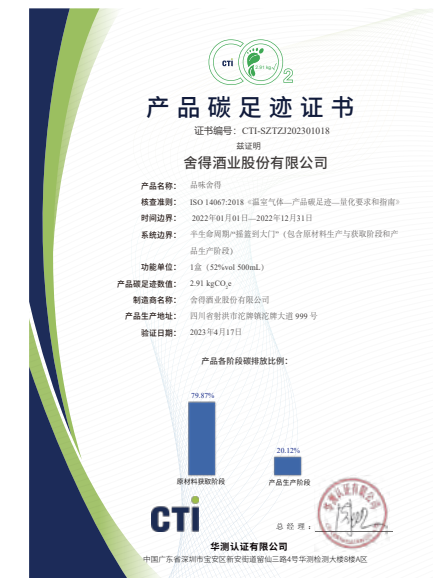 CTI
2.91 kg
2
产品碳足迹证书
证书编号：CTI-SZTZJ202301018
兹证明
舍得酒业股份有限公司
产品名称： 品味舍得
核查准则： ISO 14067:2018《温室气体—产品碳足迹—量化要求和指南》
时间边界： 2022年01月01日—2022年12月31日
系统边界： 半生命周期/“摇篮到大门”（包含原材料生产与获取阶段和产
品生产阶段）
功能单位： 1盒（52%vol 500mL）
产品碳足迹数值： 2.91 kgCO₂e
制造商名称： 舍得酒业股份有限公司
产品生产地址： 四川省射洪市沱牌镇沱牌大道 999 号
验证日期： 2023年4月17日
产品各阶段碳排放比例：
79.87%
20.12%
原材料获取阶段 产品生产阶段
CTI
总 经 理 ：
华测认证有限公司
中国广东省深圳市宝安区新安街道留仙三路4号华测检测大楼8楼A区